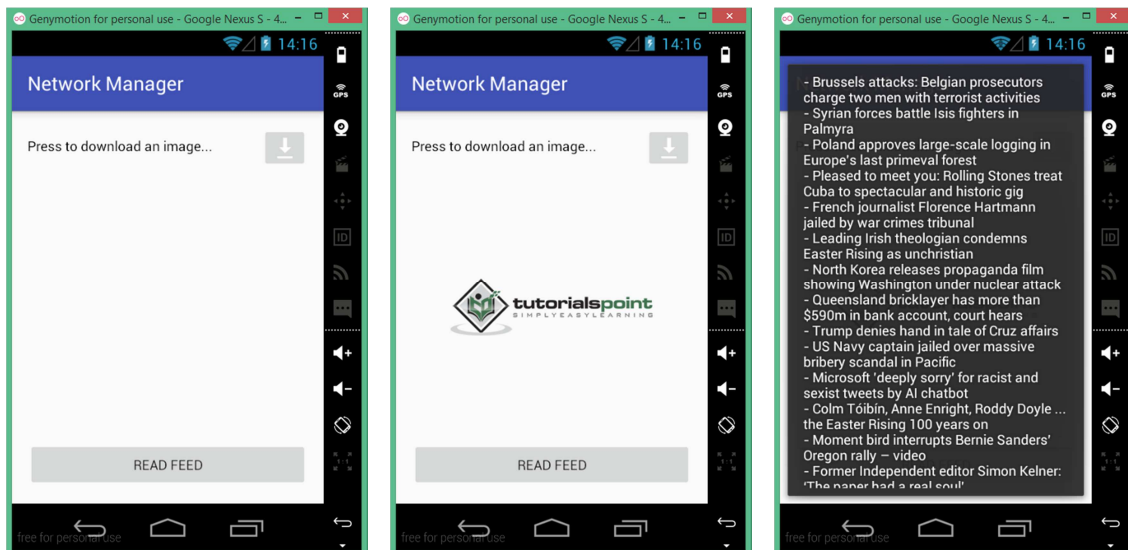 Genymotion for personal use - Google Nexus S - 4...
14:16
Network Manager
GPS
Press to download an image...
ID
READ FEED
free for personal use
Genymotion for personal use - Google Nexus S - 4...
14:16
Network Manager
GPS
Press to download an image...
ID
tutorialspoint
SIMPLYEASYLEARNING
READ FEED
free for personal use
Genymotion for personal use - Google Nexus S - 4...
14:16
GPS
ID
- Brussels attacks: Belgian prosecutors
charge two men with terrorist activities
- Syrian forces battle Isis fighters in
Palmyra
- Poland approves large-scale logging in
Europe's last primeval forest
- Pleased to meet you: Rolling Stones treat
Cuba to spectacular and historic gig
- French journalist Florence Hartmann
jailed by war crimes tribunal
- Leading Irish theologian condemns
Easter Rising as unchristian
- North Korea releases propaganda film
showing Washington under nuclear attack
- Queensland bricklayer has more than
$590m in bank account, court hears
- Trump denies hand in tale of Cruz affairs
- US Navy captain jailed over massive
bribery scandal in Pacific
- Microsoft 'deeply sorry' for racist and
sexist tweets by AI chatbot
- Colm Tóibín, Anne Enright, Roddy Doyle ...
the Easter Rising 100 years on
- Moment bird interrupts Bernie Sanders'
Oregon rally – video
- Former Independent editor Simon Kelner:
'The paper had a real soul'
free for personal use